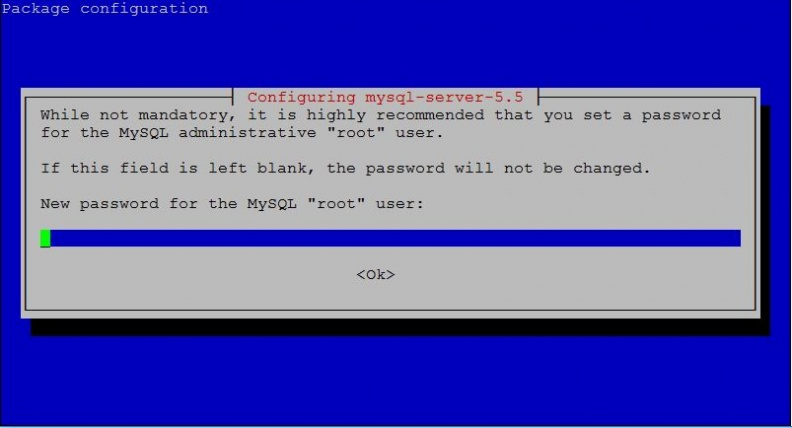 Package configuration
Configuring mysql-server-5.5
While not mandatory, it is highly recommended that you set a password
for the MySQL administrative "root" user.
If this field is left blank, the password will not be changed.
New password for the MySQL "root" user:
<Ok>